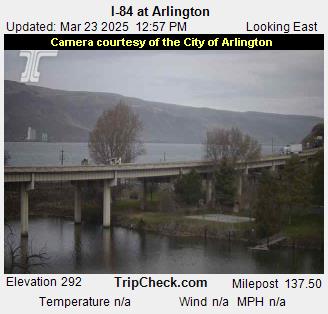 I-84 at Arlington
Updated: Mar 23 2025 12:57 PM Looking East
Camera courtesy of the City of Arlington
Elevation 292 TripCheck.com Milepost 137.50
Temperature n/a Wind n/a MPH n/a